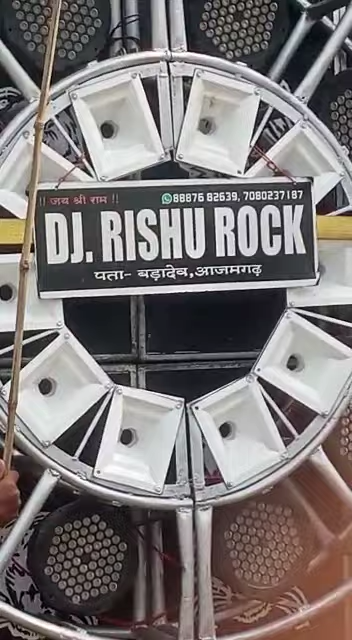 !! जय श्री राम !! 88876 82639, 7080237187
DJ. RISHU ROCK
पता- बड़ादेव,आजमगढ़